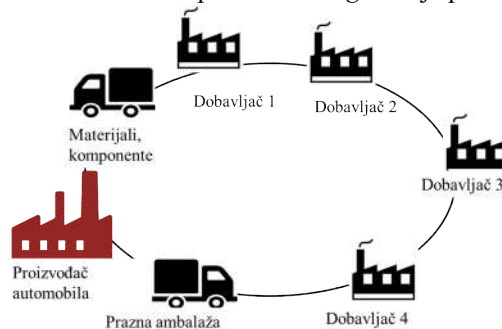 Dobavljač 1
Dobavljač 2
Materijali,
komponente
Dobavljač 3
Proizvođač
automobila
Prazna ambalaža
Dobavljač 4